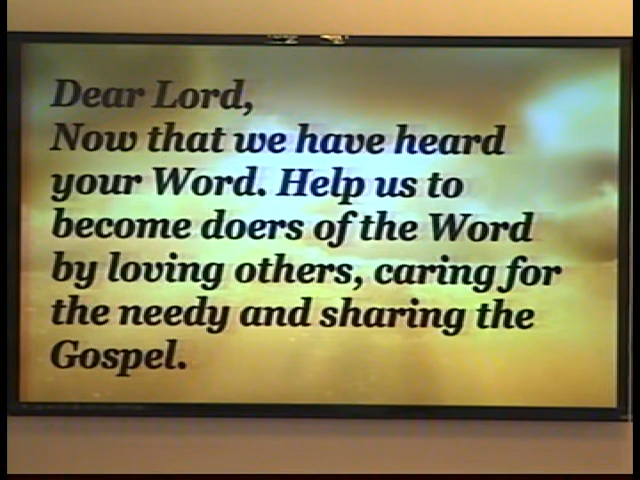 Dear Lord,
Now that we have heard
your Word. Help us to
become doers of the Word
by loving others, caring for
the needy and sharing the
Gospel.